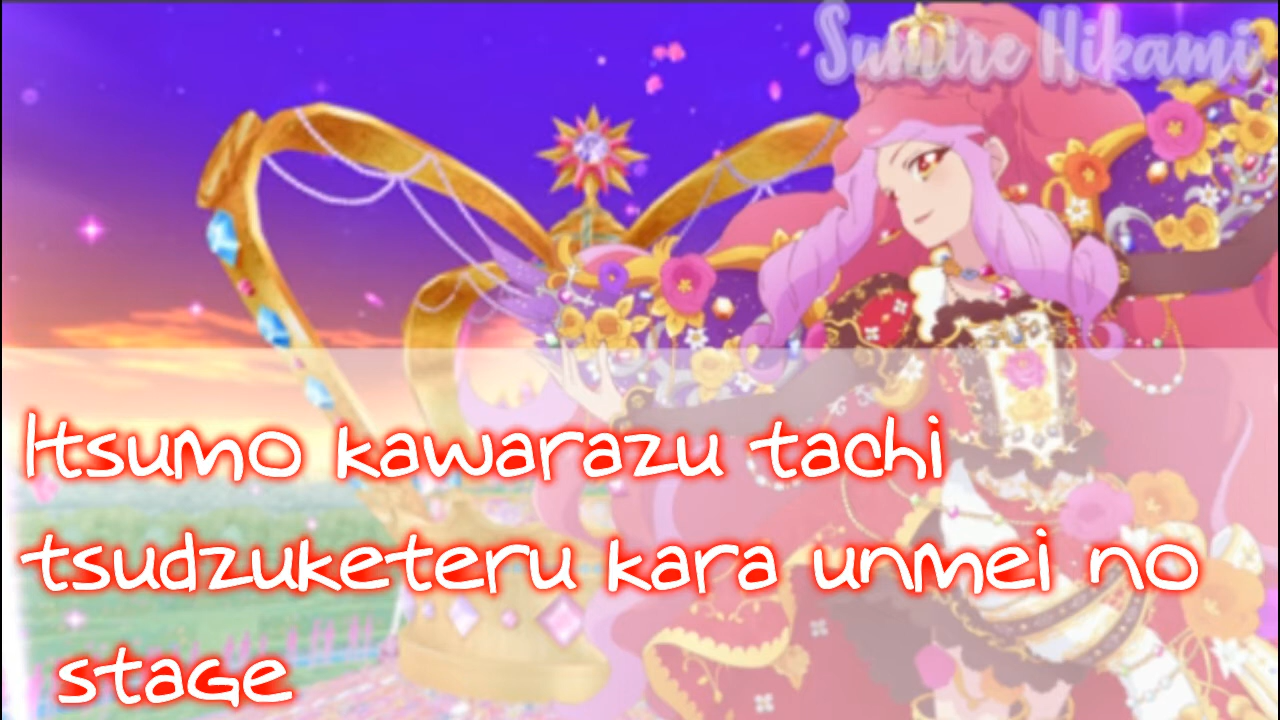 Sumire Hikami
Itsumo kawarazu tachi
tsudzuketeru kara unmei no
stage